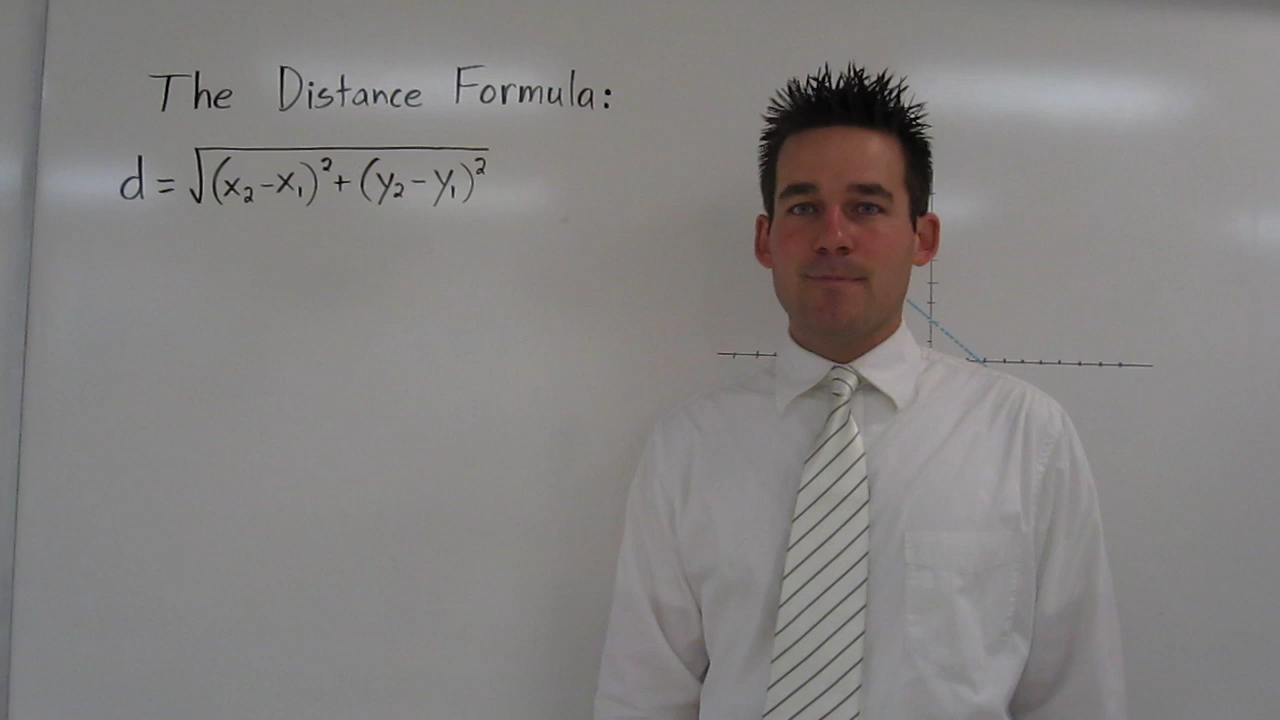 The Distance Formula:
d = √(x₂-x₁)²+(y₂-y₁)²